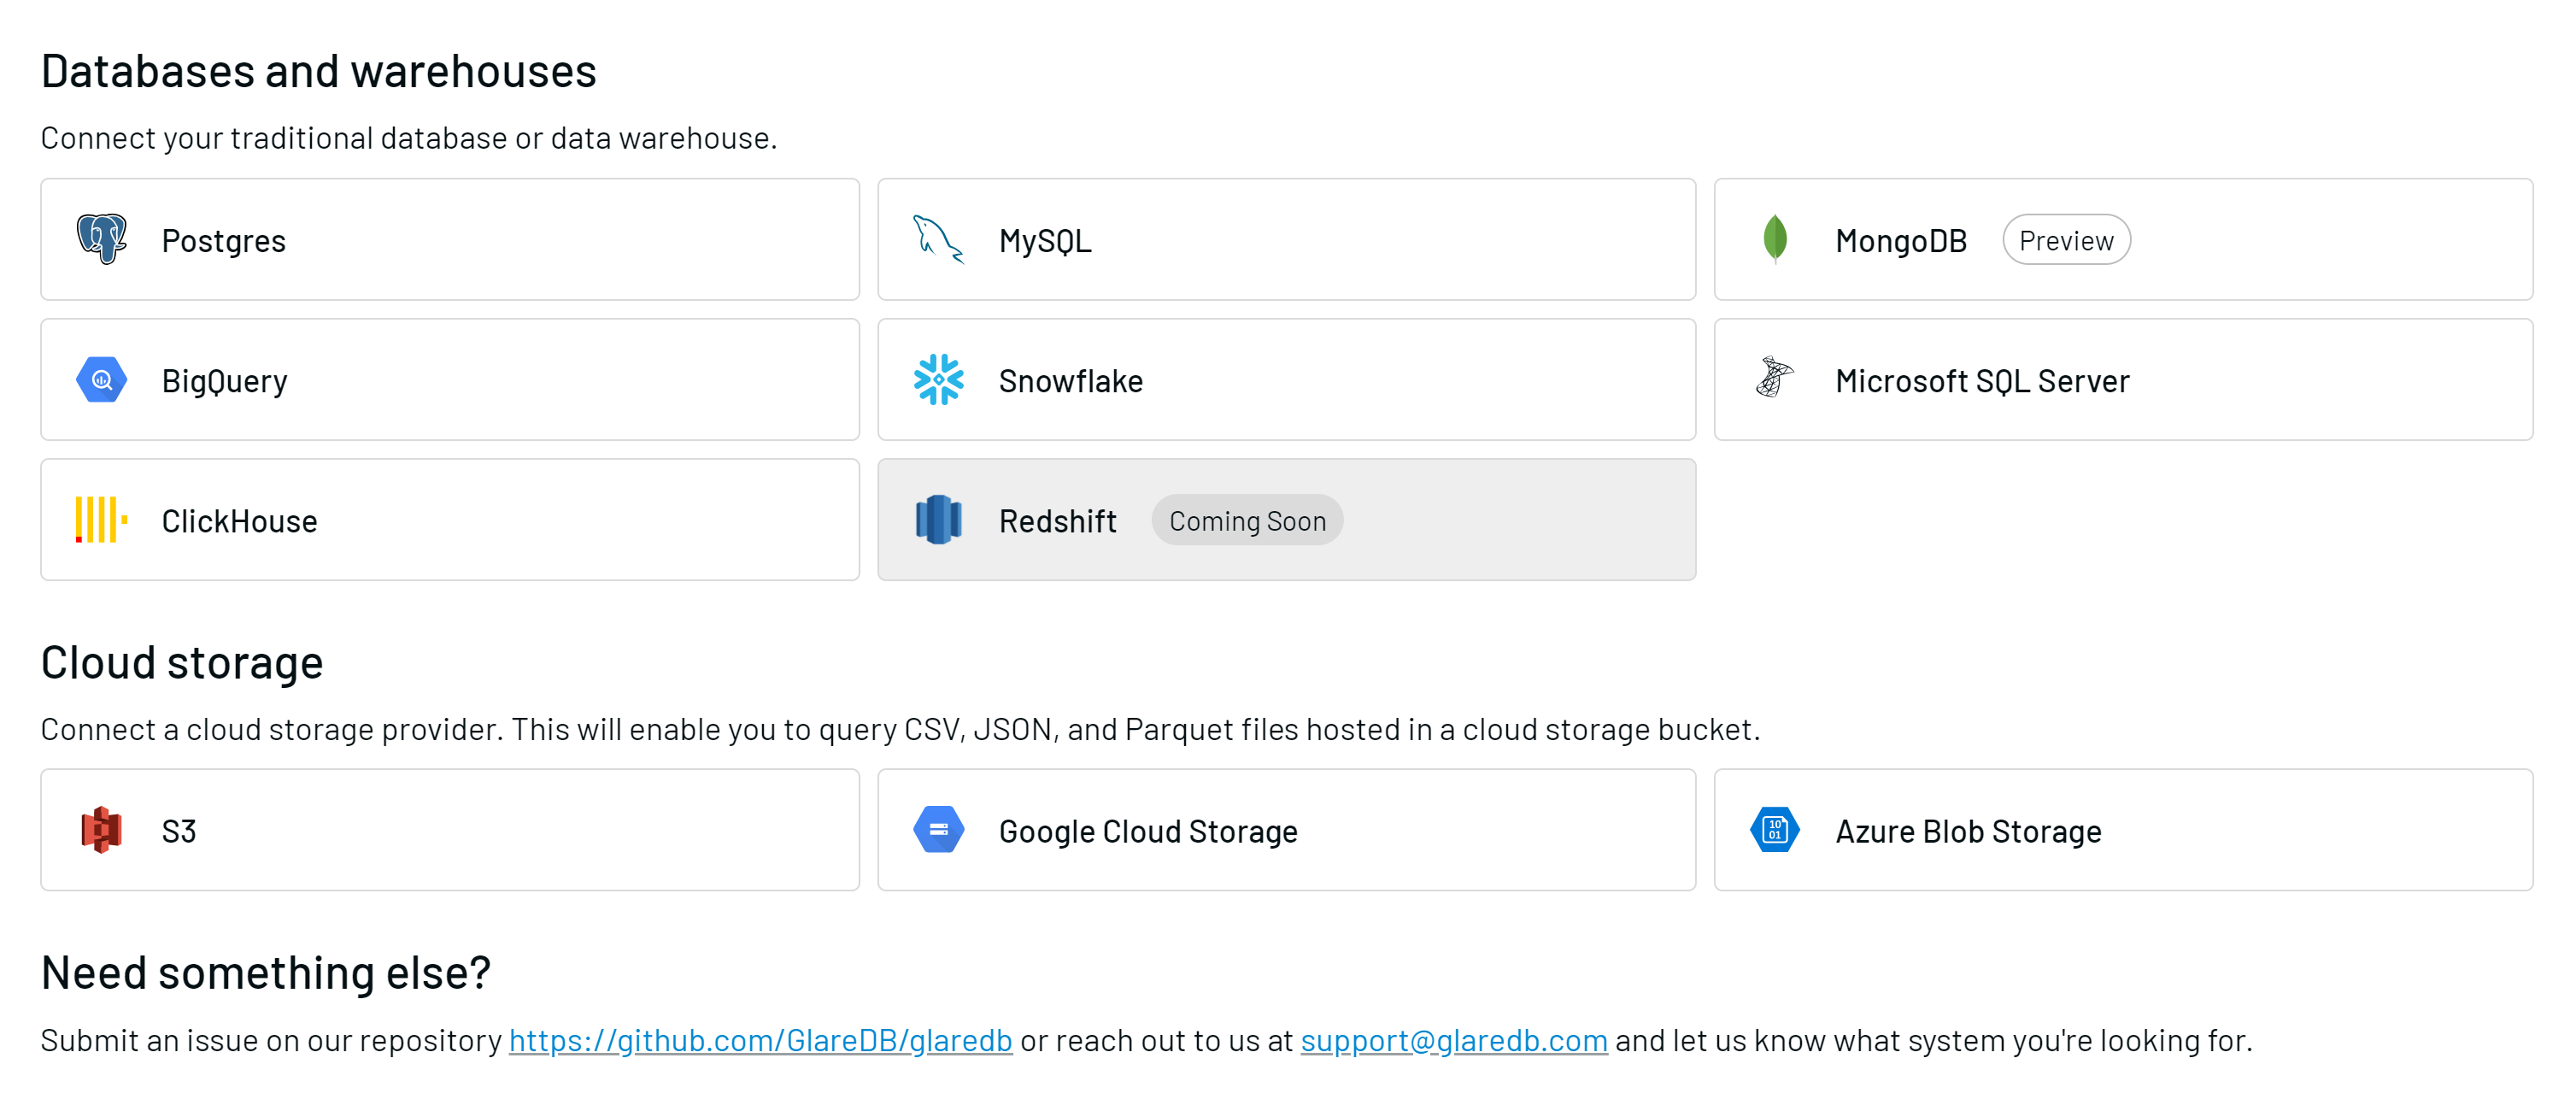 Databases and warehouses
Connect your traditional database or data warehouse.
Postgres
MySQL
MongoDB Preview
BigQuery
Snowflake
Microsoft SQL Server
ClickHouse
Redshift Coming Soon
Cloud storage
Connect a cloud storage provider. This will enable you to query CSV, JSON, and Parquet files hosted in a cloud storage bucket.
S3
Google Cloud Storage
10
01
Azure Blob Storage
Need something else?
Submit an issue on our repository https://github.com/GlareDB/glaredb or reach out to us at support@glaredb.com and let us know what system you're looking for.